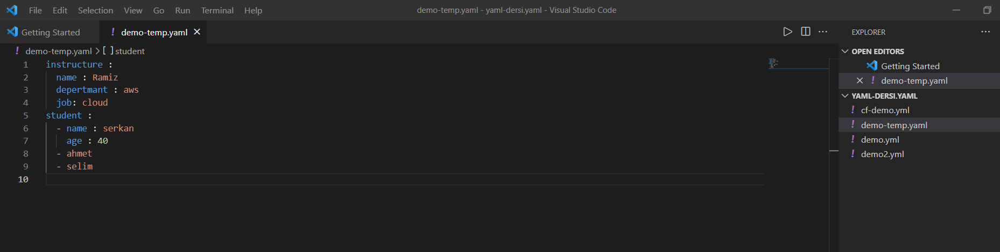 File Edit Selection View Go Run Terminal Help demo-temp.yaml - yaml-dersi.yaml - Visual Studio Code
Getting Started ! demo-temp.yaml
! demo-temp.yaml > [ ] student
1 instructure :
2 name : Ramiz
3 depertmant : aws
4 job: cloud
5 student :
6 - name : serkan
7 age : 40
8 - ahmet
9 - selim
10
EXPLORER
OPEN EDITORS
Getting Started
! demo-temp.yaml
YAML-DERSI.YAML
! cf-demo.yml
! demo-temp.yaml
! demo.yml
! demo2.yml